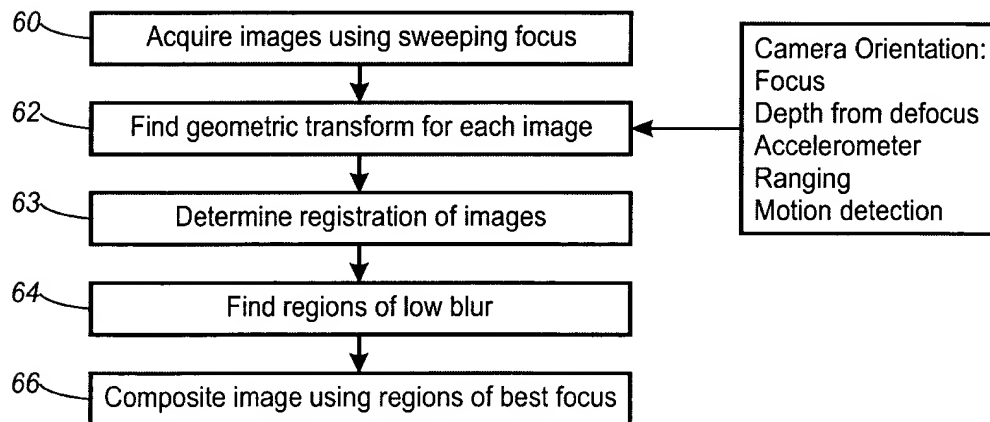 60
Acquire images using sweeping focus
62
Find geometric transform for each image
63
Determine registration of images
64
Find regions of low blur
66
Composite image using regions of best focus
Camera Orientation:
Focus
Depth from defocus
Accelerometer
Ranging
Motion detection